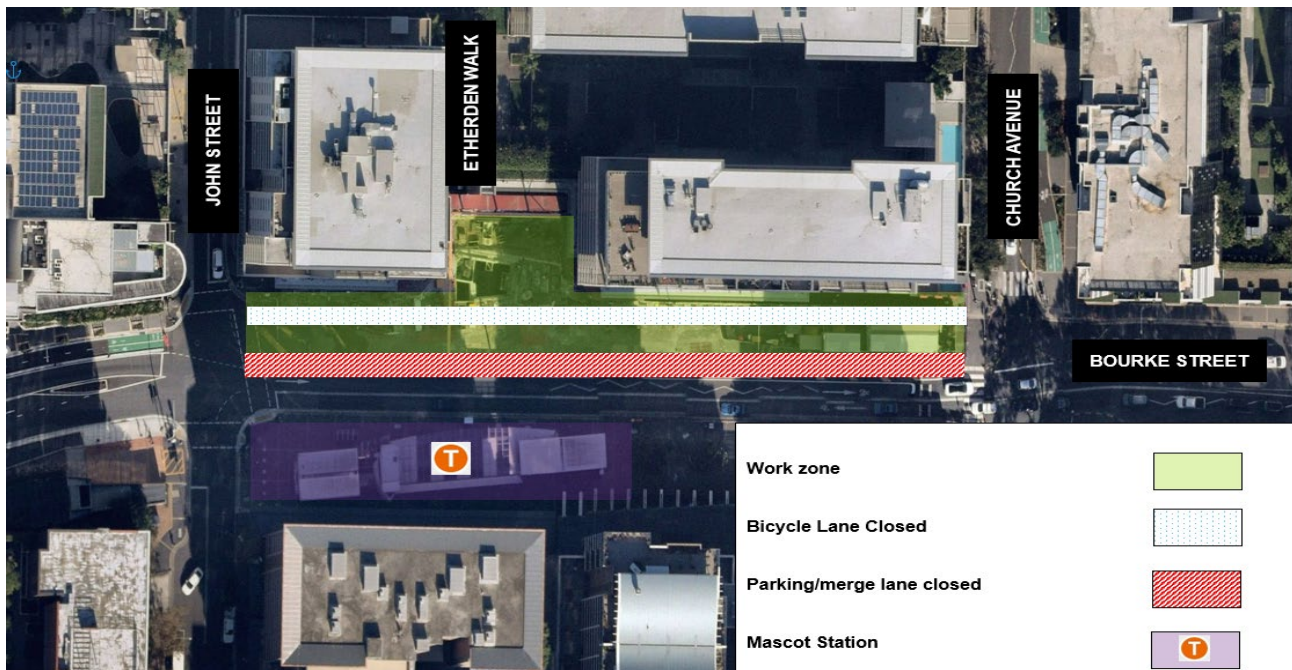 JOHN STREET
ETHERDEN WALK
CHURCH AVENUE
BOURKE STREET
T
Work zone
Bicycle Lane Closed
Parking/merge lane closed
Mascot Station
T